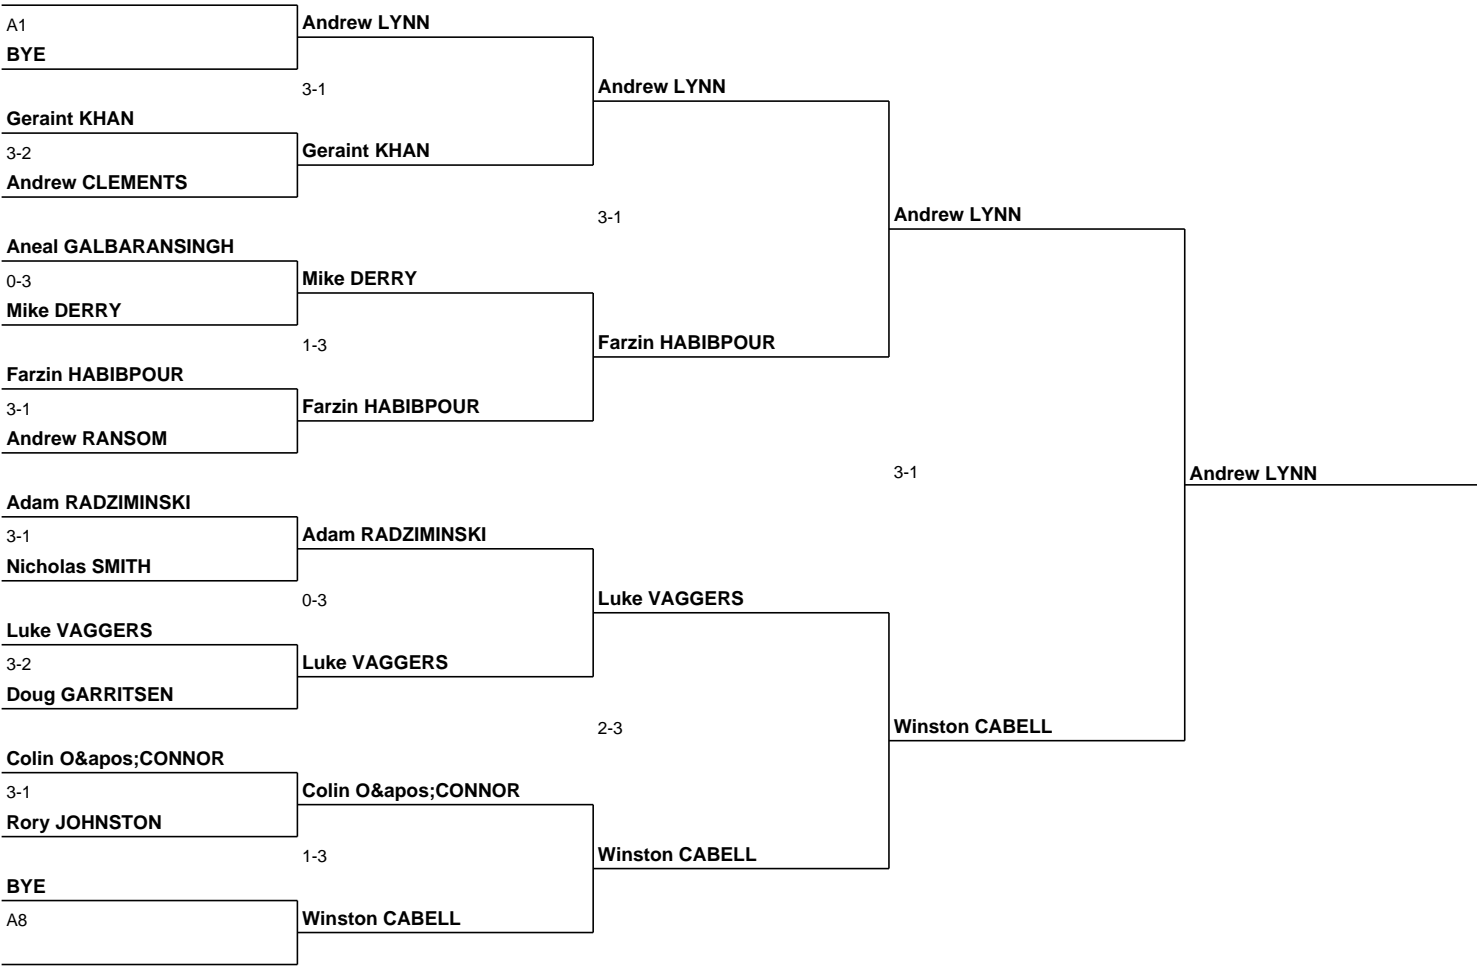 A1
BYE
Geraint KHAN
3-2
Andrew CLEMENTS
Aneal GALBARANSINGH
0-3
Mike DERRY
Farzin HABIBPOUR
3-1
Andrew RANSOM
Adam RADZIMINSKI
3-1
Nicholas SMITH
Luke VAGGERS
3-2
Doug GARRITSEN
Colin O&apos;CONNOR
3-1
Rory JOHNSTON
BYE
A8
Andrew LYNN
3-1
Geraint KHAN
Mike DERRY
1-3
Farzin HABIBPOUR
Adam RADZIMINSKI
0-3
Luke VAGGERS
Colin O&apos;CONNOR
1-3
Winston CABELL
Andrew LYNN
3-1
Farzin HABIBPOUR
Luke VAGGERS
2-3
Winston CABELL
Andrew LYNN
3-1
Winston CABELL
Andrew LYNN